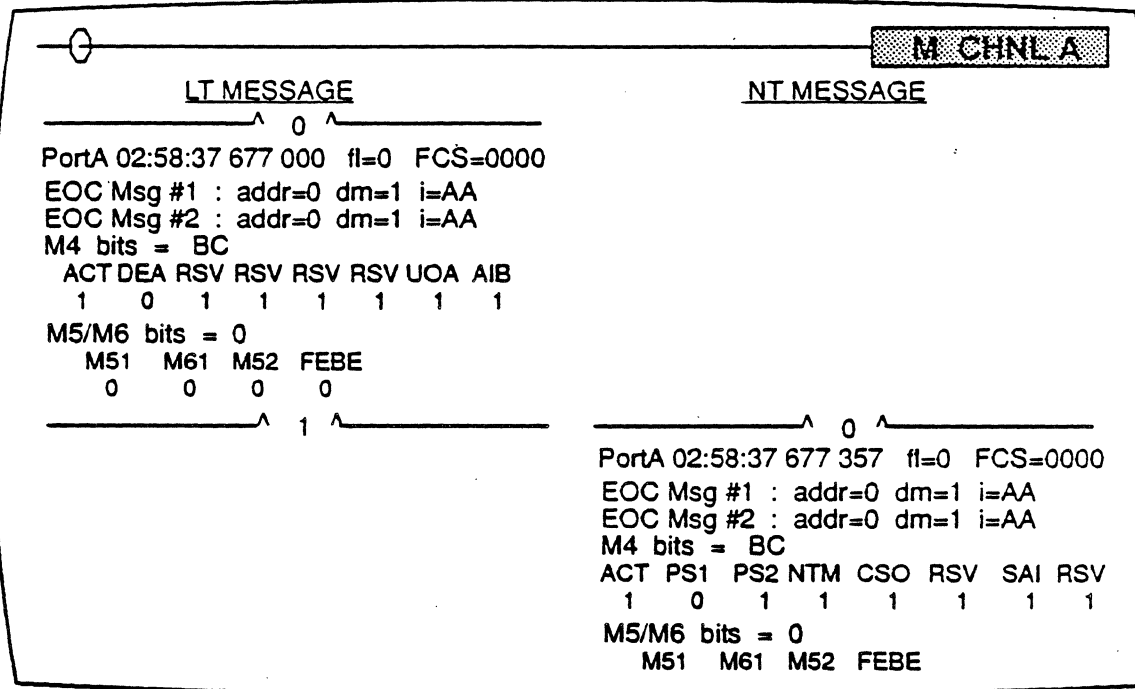 M CHNL A
LT MESSAGE
^ 0 ^
PortA 02:58:37 677 000 fl=0 FCS=0000
EOC Msg #1 : addr=0 dm=1 i=AA
EOC Msg #2 : addr=0 dm=1 i=AA
M4 bits = BC
ACT DEA RSV RSV RSV RSV UOA AIB
1 0 1 1 1 1 1 1
M5/M6 bits = 0
M51 M61 M52 FEBE
0 0 0 0
^ 1 ^
NT MESSAGE
^ 0 ^
PortA 02:58:37 677 357 fl=0 FCS=0000
EOC Msg #1 : addr=0 dm=1 i=AA
EOC Msg #2 : addr=0 dm=1 i=AA
M4 bits = BC
ACT PS1 PS2 NTM CSO RSV SAI RSV
1 0 1 1 1 1 1 1
M5/M6 bits = 0
M51 M61 M52 FEBE